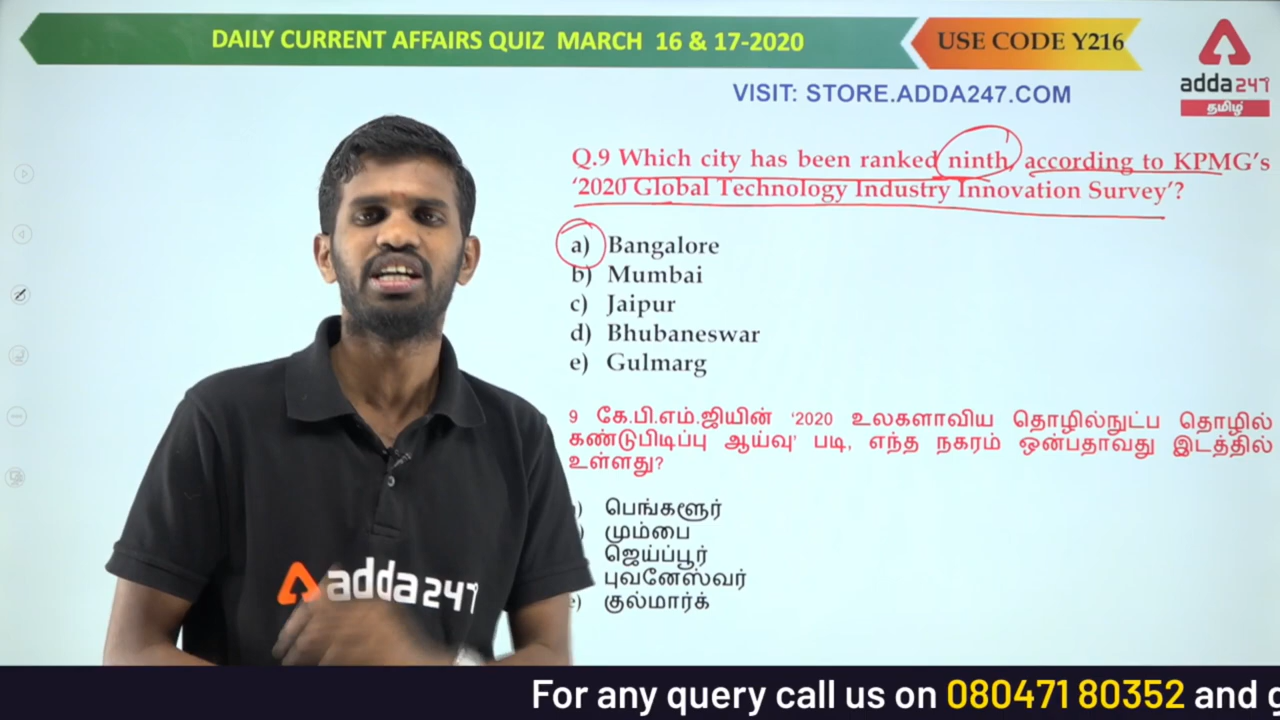 DAILY CURRENT AFFAIRS QUIZ MARCH 16 & 17-2020
USE CODE Y216
adda247
தமிழ்
VISIT: STORE.ADDA247.COM
Q.9 Which city has been ranked ninth, according to KPMG's
‘2020 Global Technology Industry Innovation Survey’?
a) Bangalore
b) Mumbai
c) Jaipur
d) Bhubaneswar
e) Gulmarg
9 கே.பி.எம்.ஜியின் ‘2020 உலகளாவிய தொழில்நுட்ப தொழில்
கண்டுபிடிப்பு ஆய்வு’ படி, எந்த நகரம் ஒன்பதாவது இடத்தில்
உள்ளது?
) பெங்களூர்
) மும்பை
ஜெய்ப்பூர்
புவனேஸ்வர்
) குல்மார்க்
adda247
For any query call us on 080471 80352 and g